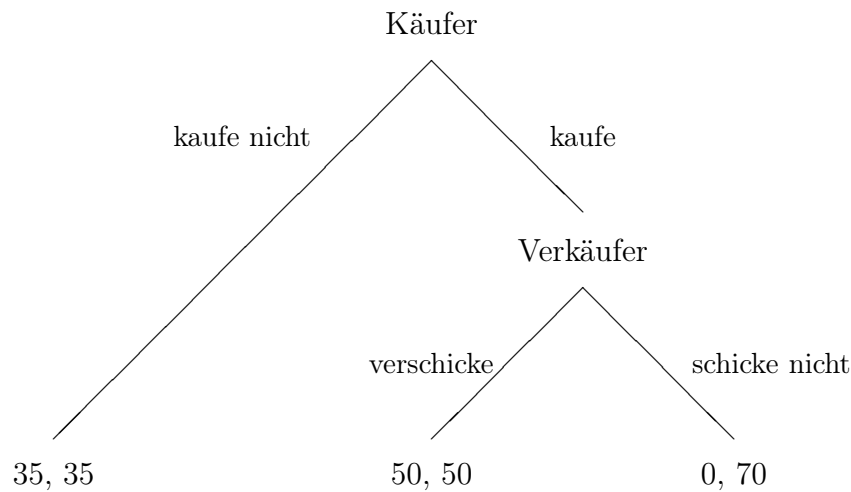 Käufer
kaufe nicht
kaufe
Verkäufer
verschicke
schicke nicht
35, 35
50, 50
0, 70